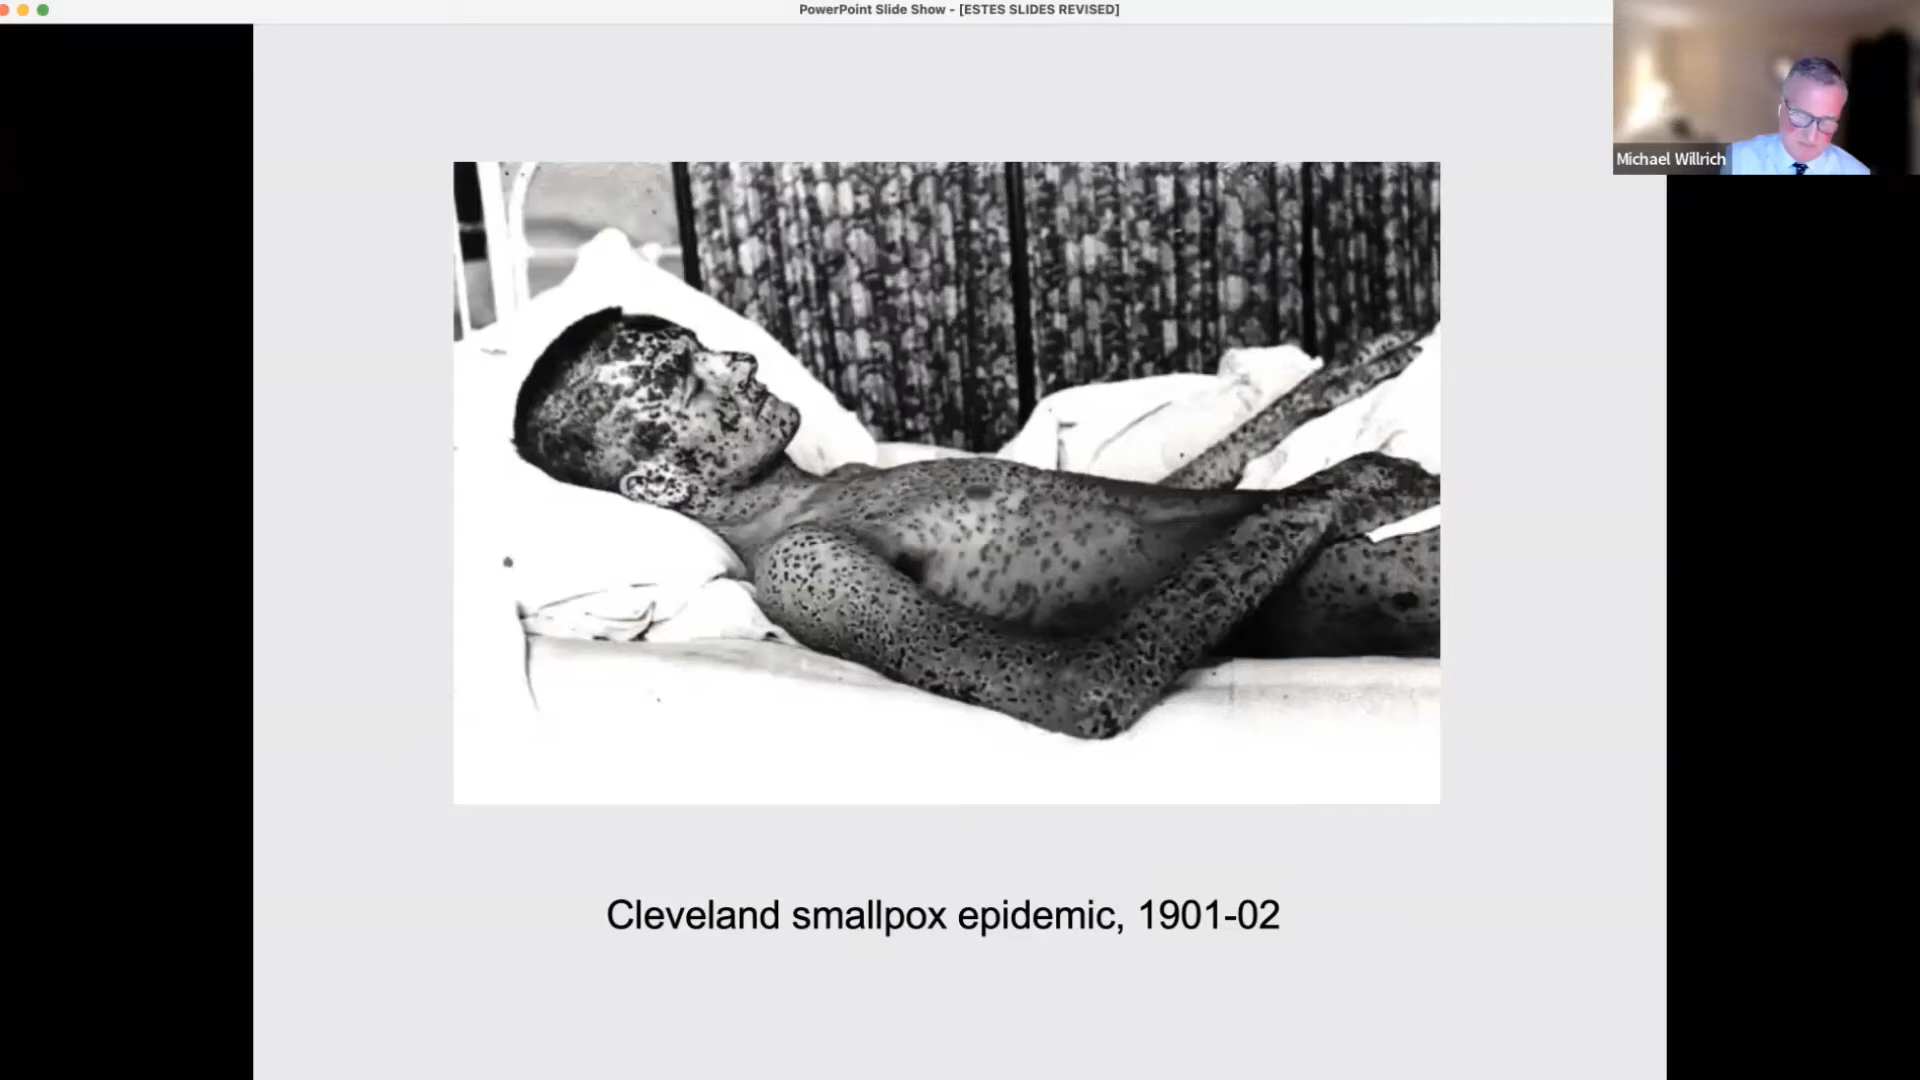 PowerPoint Slide Show - [ESTES SLIDES REVISED]
Michael Willrich
Cleveland smallpox epidemic, 1901-02